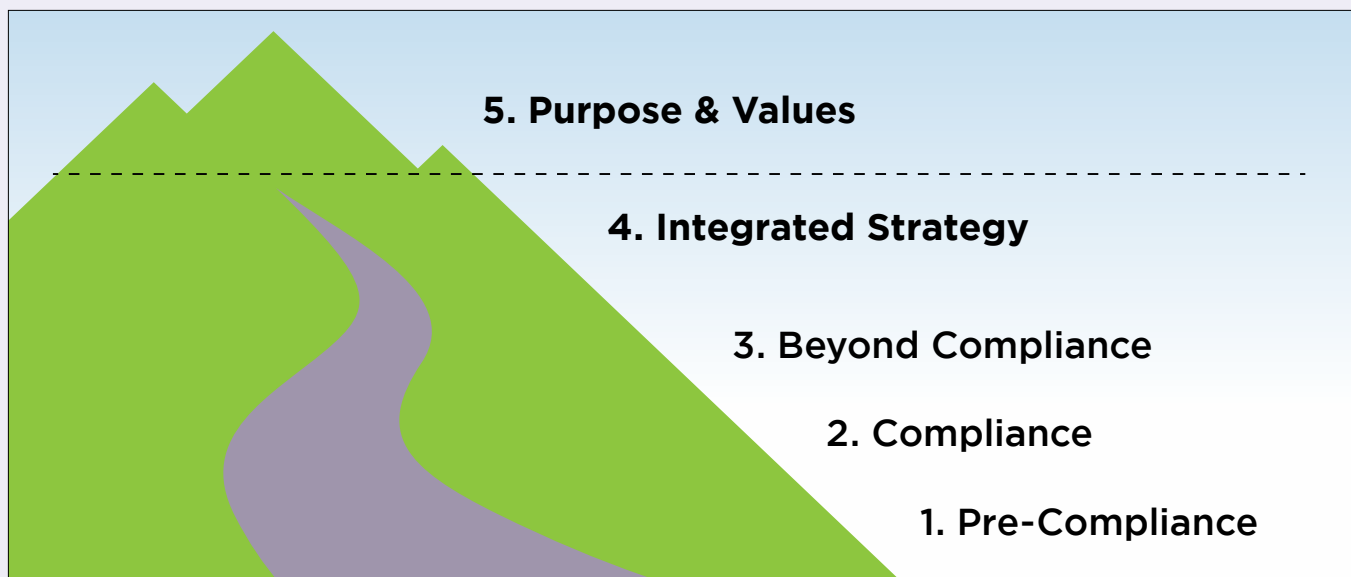 5. Purpose & Values
4. Integrated Strategy
3. Beyond Compliance
2. Compliance
1. Pre-Compliance